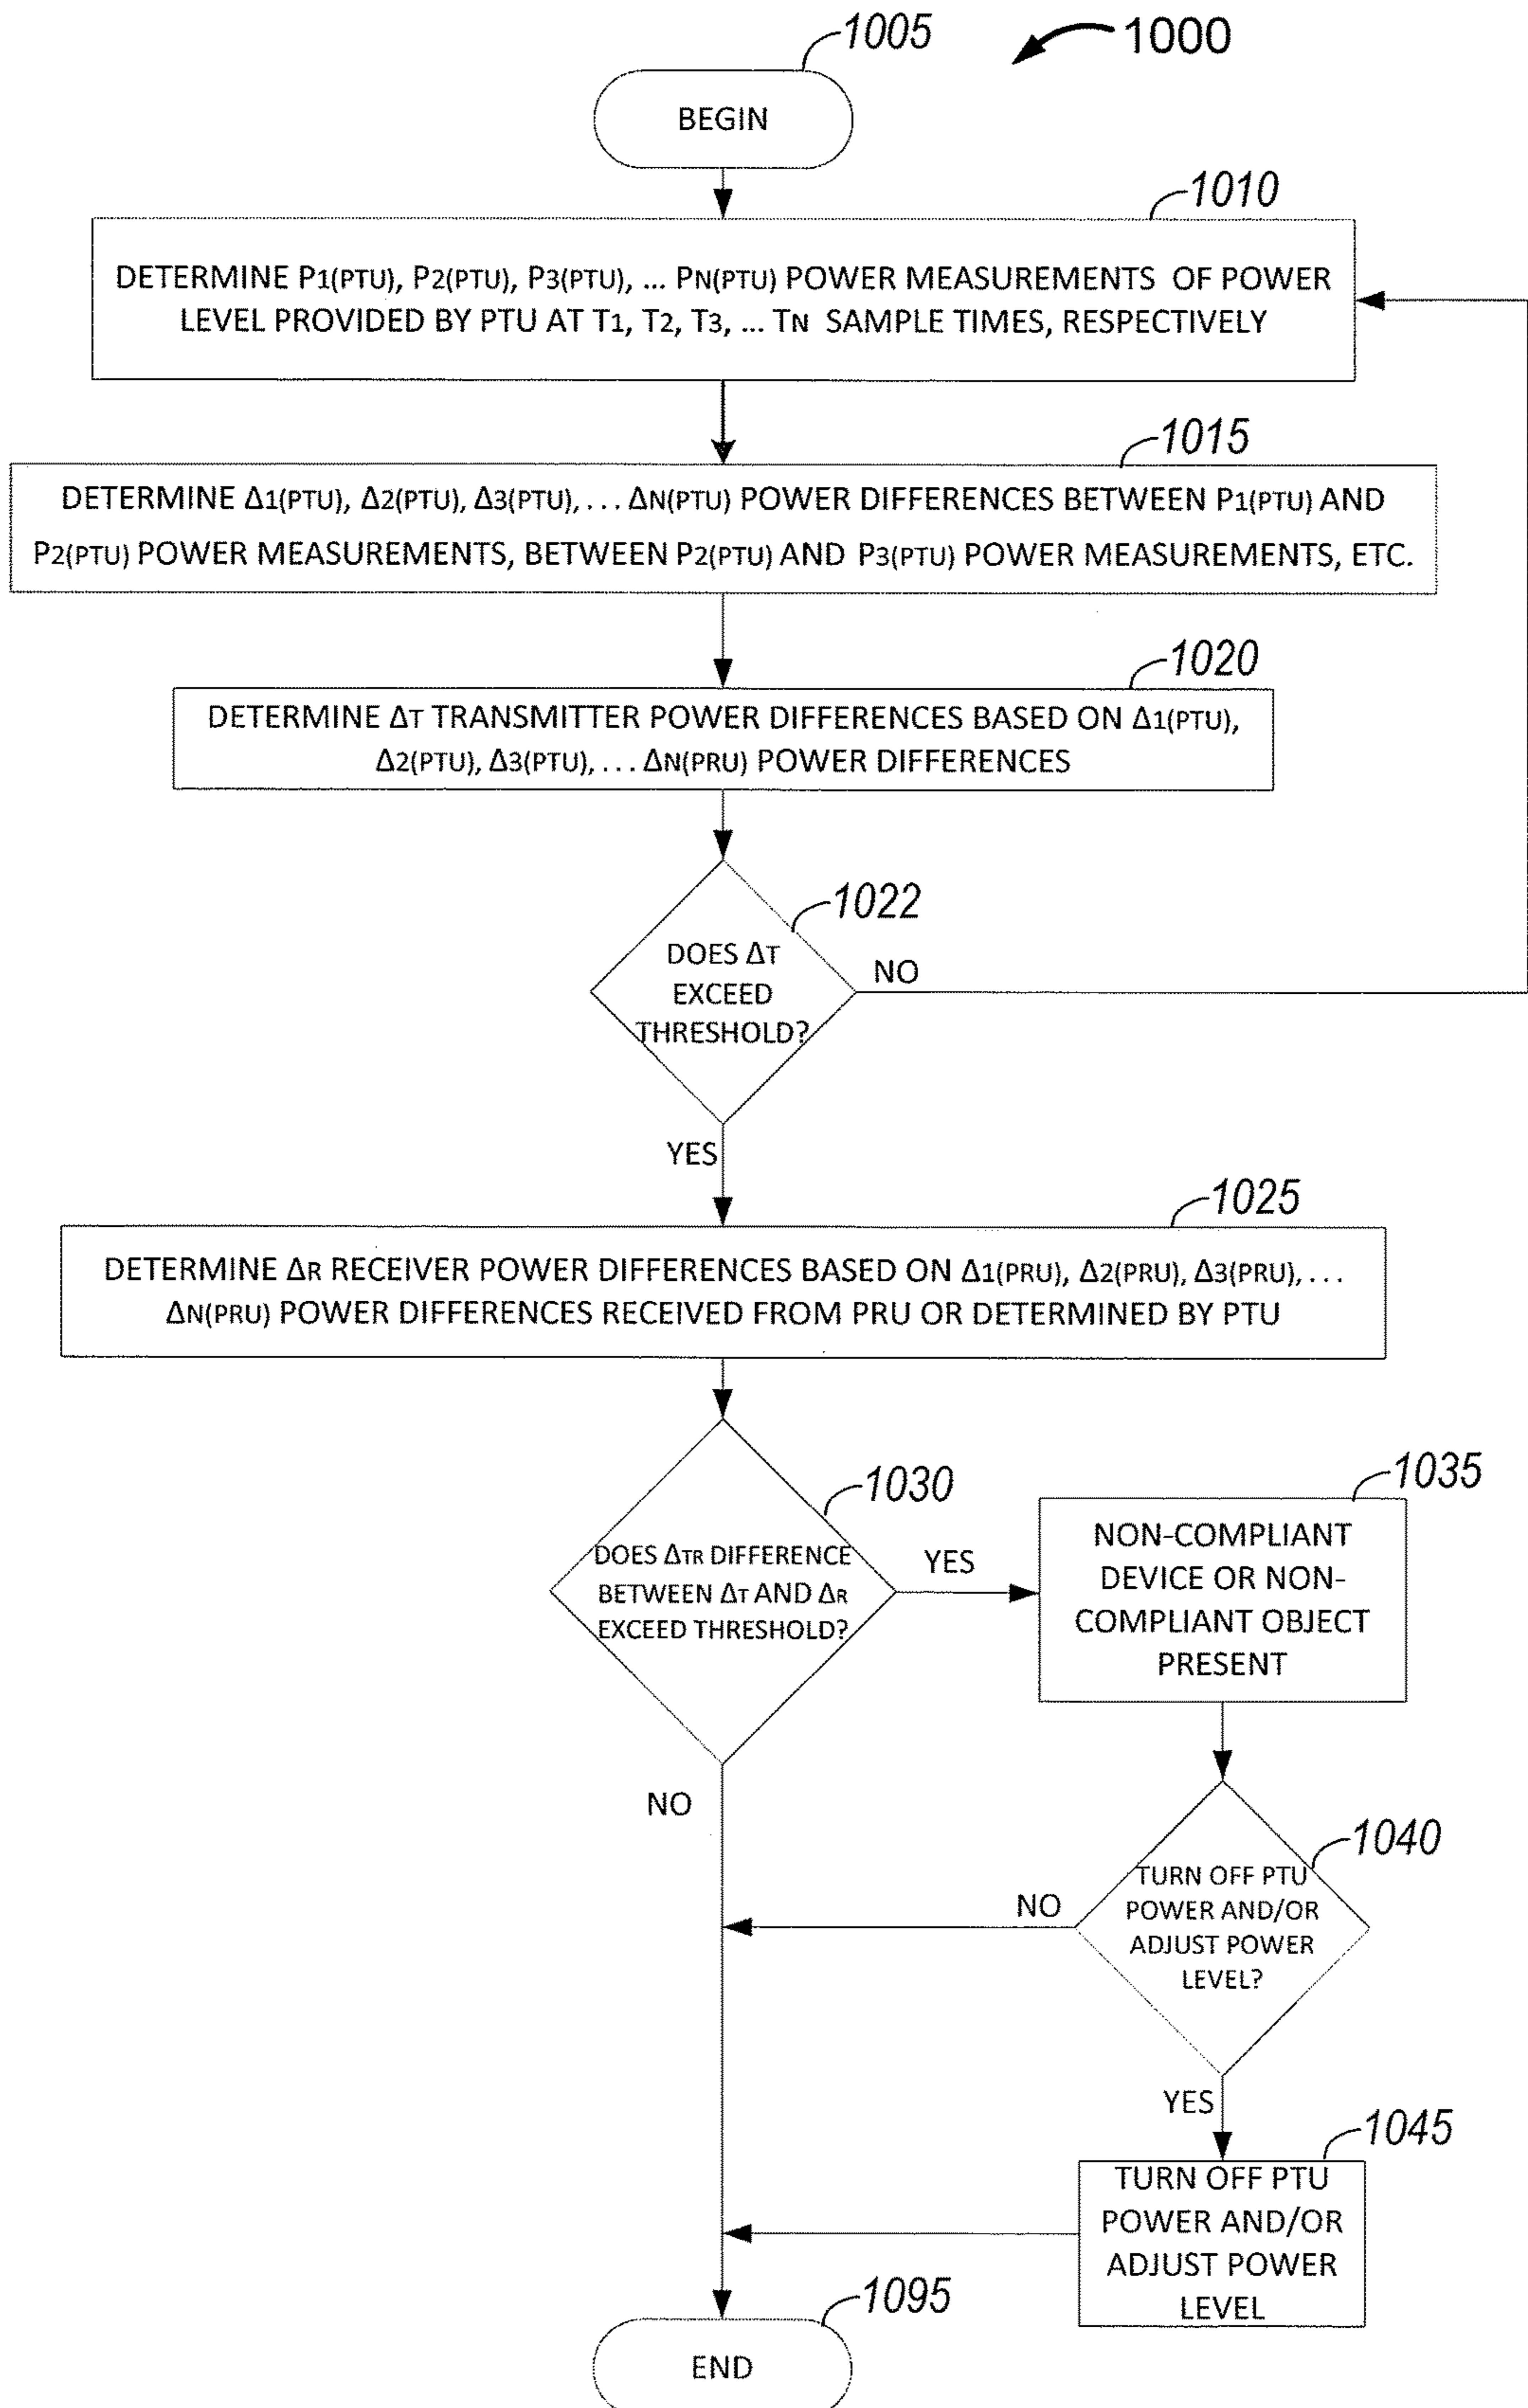 1005
1000
BEGIN
1010
DETERMINE P1(PTU), P2(PTU), P3(PTU), ... PN(PTU) POWER MEASUREMENTS OF POWER
LEVEL PROVIDED BY PTU AT T1, T2, T3, ... TN SAMPLE TIMES, RESPECTIVELY
1015
DETERMINE Δ1(PTU), Δ2(PTU), Δ3(PTU), ... ΔN(PTU) POWER DIFFERENCES BETWEEN P1(PTU) AND
P2(PTU) POWER MEASUREMENTS, BETWEEN P2(PTU) AND P3(PTU) POWER MEASUREMENTS, ETC.
1020
DETERMINE ΔT TRANSMITTER POWER DIFFERENCES BASED ON Δ1(PTU),
Δ2(PTU), Δ3(PTU), ... ΔN(PRU) POWER DIFFERENCES
1022
DOES ΔT
EXCEED
THRESHOLD?
NO
YES
1025
DETERMINE ΔR RECEIVER POWER DIFFERENCES BASED ON Δ1(PRU), Δ2(PRU), Δ3(PRU), ...
ΔN(PRU) POWER DIFFERENCES RECEIVED FROM PRU OR DETERMINED BY PTU
1030
DOES ΔTR DIFFERENCE
BETWEEN ΔT AND ΔR
EXCEED THRESHOLD?
YES
NO
1035
NON-COMPLIANT
DEVICE OR NON-
COMPLIANT OBJECT
PRESENT
1040
TURN OFF PTU
POWER AND/OR
ADJUST POWER
LEVEL?
NO
YES
1045
TURN OFF PTU
POWER AND/OR
ADJUST POWER
LEVEL
1095
END